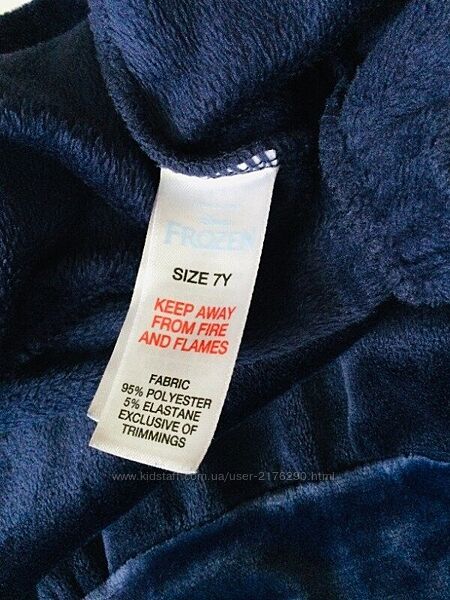 Disney
FROZEN
SIZE 7Y
KEEP AWAY
FROM FIRE
AND FLAMES
FABRIC
95% POLYESTER
5% ELASTANE
EXCLUSIVE OF
TRIMMINGS
www.kidstaff.com.ua/user-2176290.html